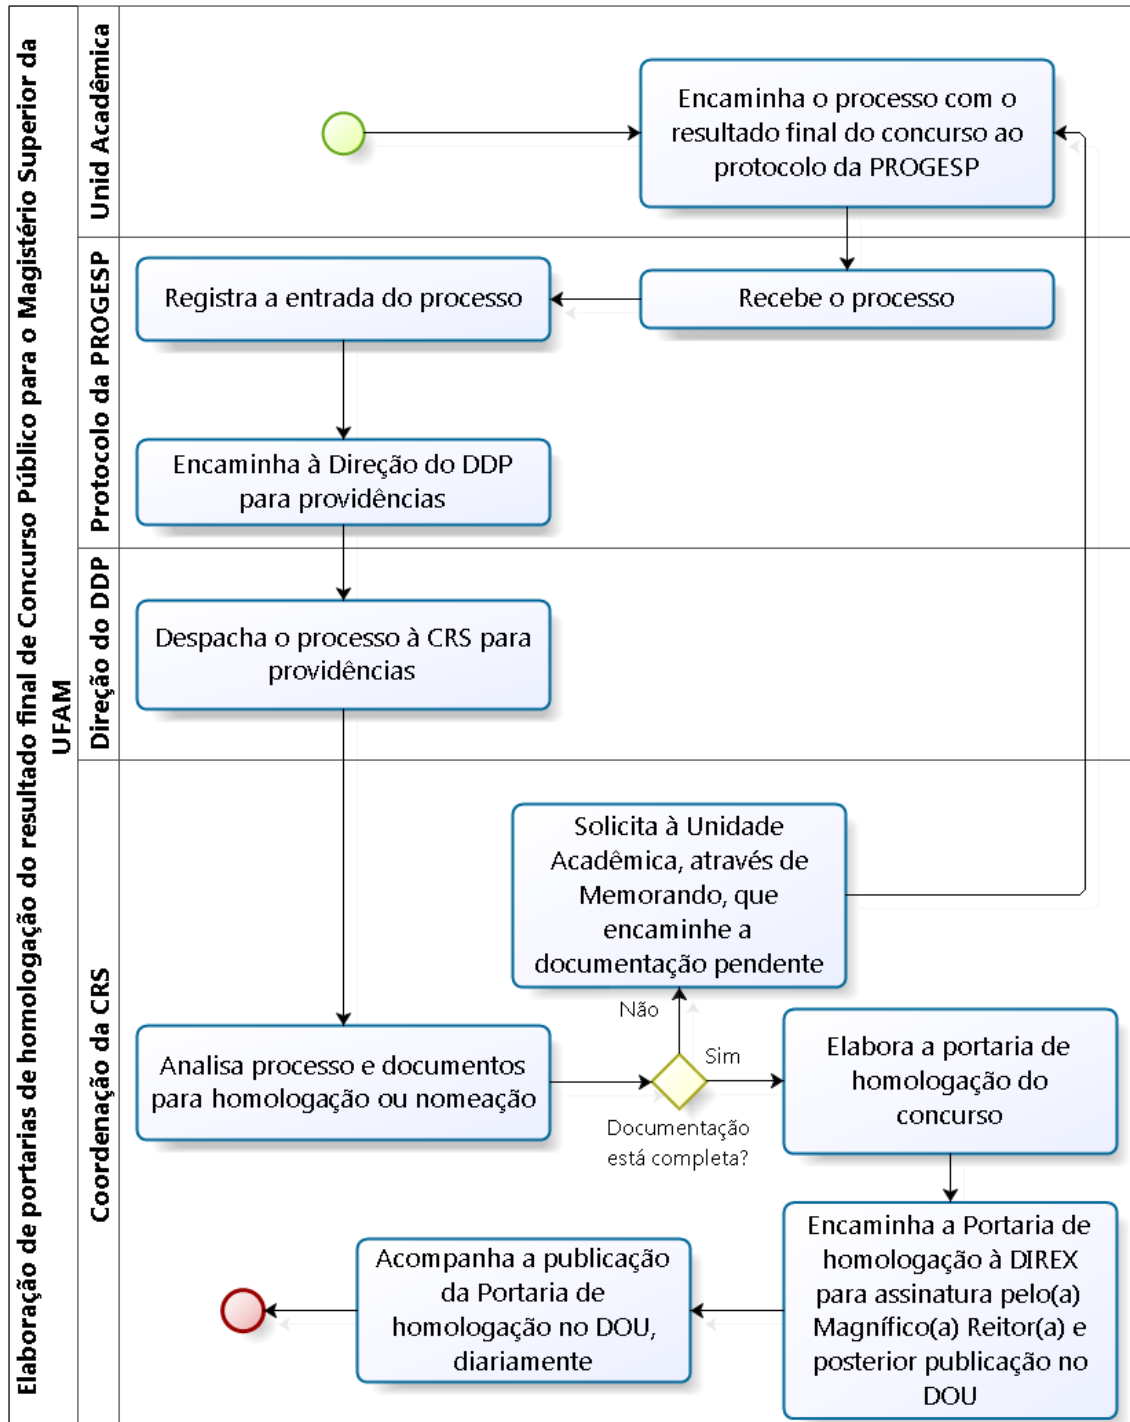 Elaboração de portarias de homologação do resultado final de Concurso Público para o Magistério Superior da
UFAM
Unid Acadêmica
Encaminha o processo com o
resultado final do concurso ao
protocolo da PROGESP
Protocolo da PROGESP
Recebe o processo
Registra a entrada do processo
Encaminha à Direção do DDP
para providências
Direção do DDP
Despacha o processo à CRS para
providências
Coordenação da CRS
Analisa processo e documentos
para homologação ou nomeação
Documentação
está completa?
Não
Solicita à Unidade
Acadêmica, através de
Memorando, que
encaminhe a
documentação pendente
Sim
Elabora a portaria de
homologação do
concurso
Encaminha a Portaria de
homologação à DIREX
para assinatura pelo(a)
Magnífico(a) Reitor(a) e
posterior publicação no
DOU
Acompanha a publicação
da Portaria de
homologação no DOU,
diariamente